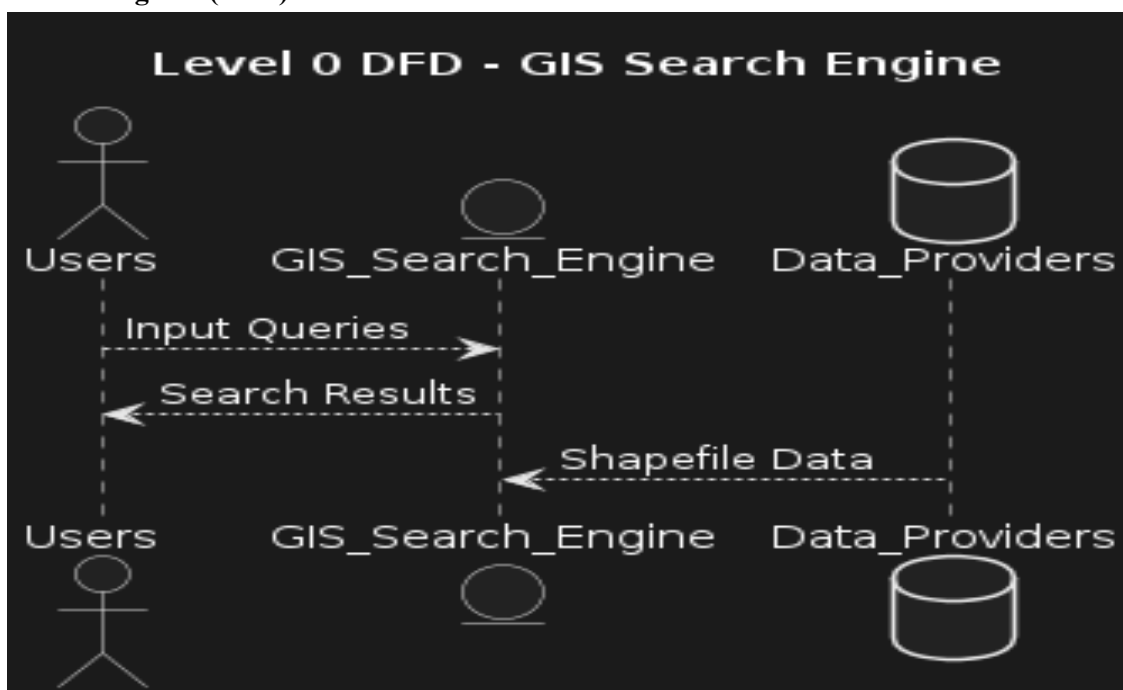 Level 0 DFD - GIS Search Engine
Users GIS_Search_Engine Data_Providers
Input Queries
Search Results
Shapefile Data
Users GIS_Search_Engine Data_Providers